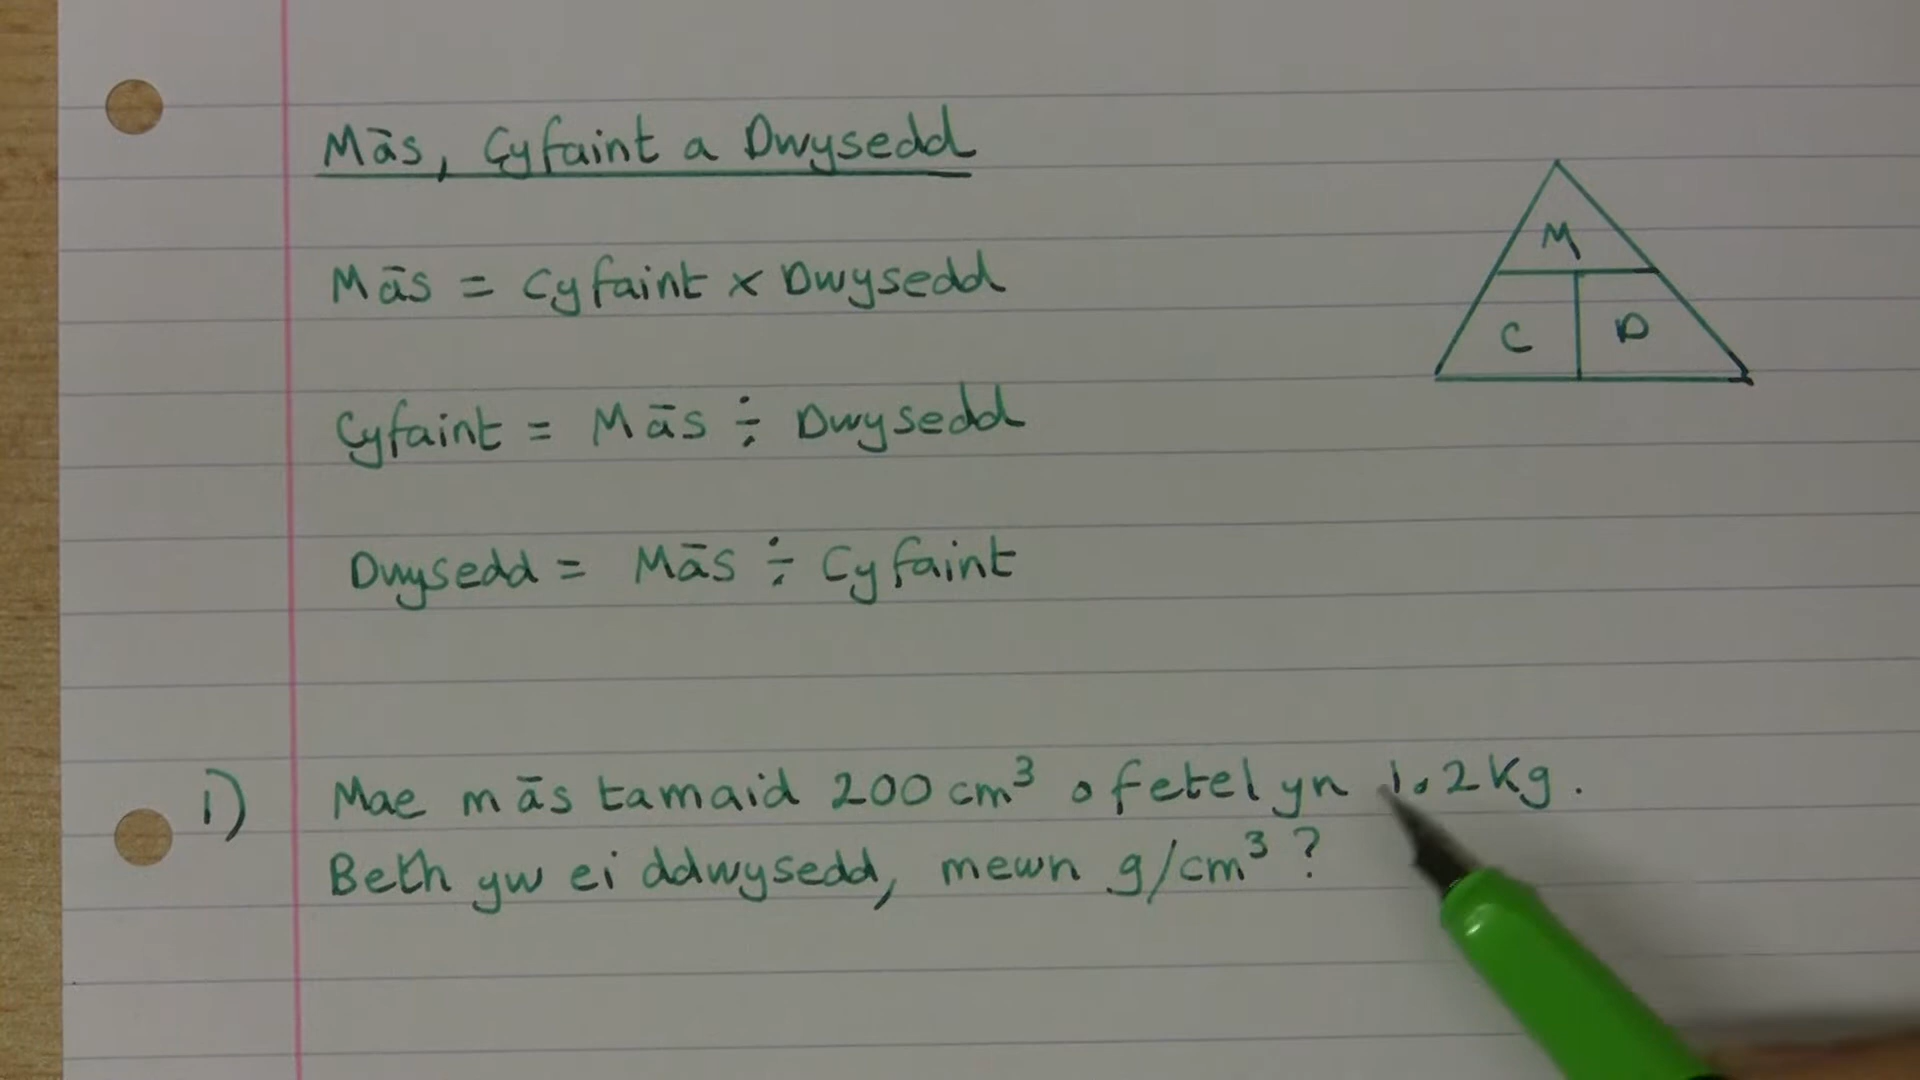 Mās, Cyfaint a Dwysedd
Mās = Cyfaint × Dwysedd
M
C D
Cyfaint = Mās ÷ Dwysedd
Dwysedd = Mās ÷ Cyfaint
1) Mae mās tamaid 200 cm³ o fetel yn 1.2 Kg.
Beth yw ei ddwysedd, mewn g/cm³?